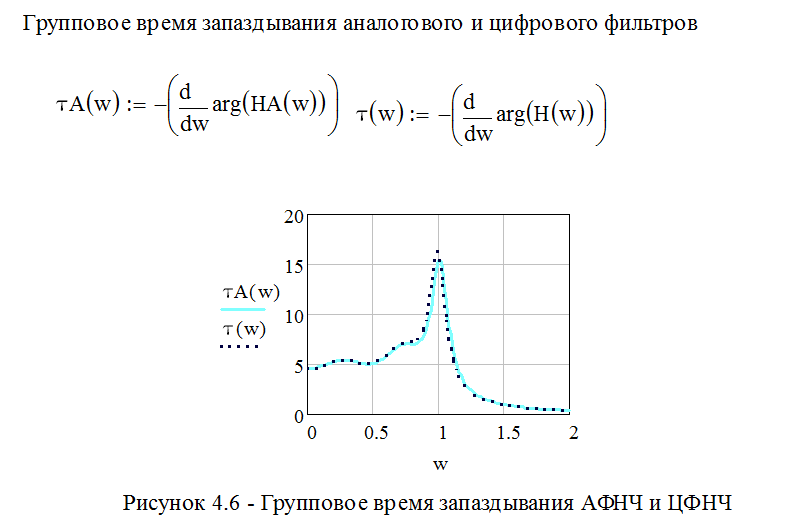 Групповое время запаздывания аналогового и цифрового фильтров
τA(w) := −(d/dw arg(HA(w))) τ(w) := −(d/dw arg(H(w)))
20
15
10
5
0
τA(w)
τ(w)
0 0.5 1 1.5 2
w
Рисунок 4.6 - Групповое время запаздывания АФНЧ и ЦФНЧ